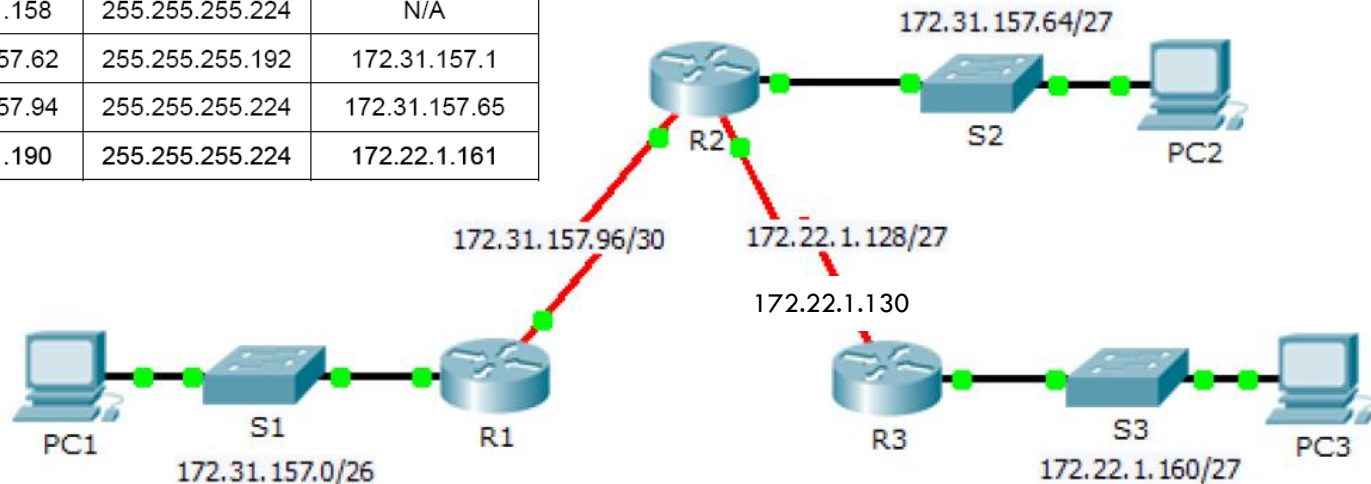 .158 255.255.255.224 N/A
57.62 255.255.255.192 172.31.157.1
57.94 255.255.255.224 172.31.157.65
.190 255.255.255.224 172.22.1.161
172.31.157.64/27
R2
S2
PC2
172.31.157.96/30
172.22.1.128/27
172.22.1.130
PC1
S1
R1
172.31.157.0/26
R3
S3
PC3
172.22.1.160/27